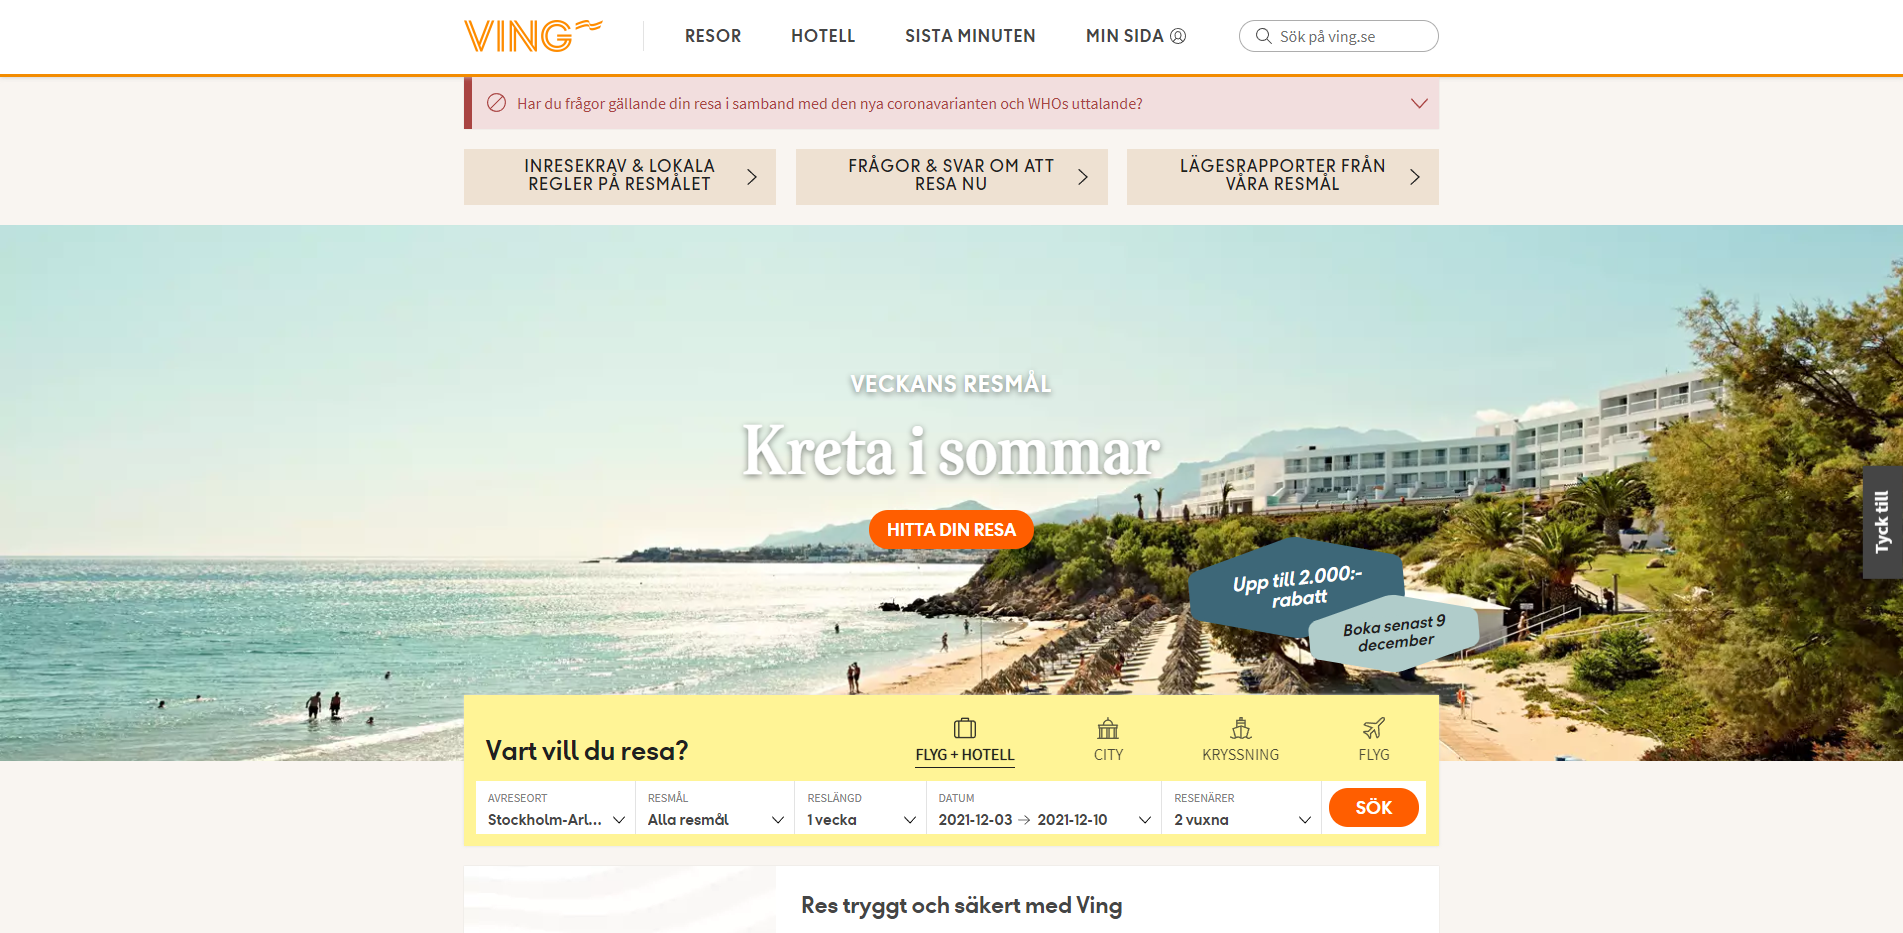 VING
RESOR
HOTELL
SISTA MINUTEN
MIN SIDA
Sök på ving.se
Har du frågor gällande din resa i samband med den nya coronavarianten och WHOs uttalande?
INRESEKRAV & LOKALA
REGLER PÅ RESMÅLET
FRÅGOR & SVAR OM ATT
RESA NU
LÄGESRAPPORTER FRÅN
VÅRA RESMÅL
VECKANS RESMÅL
Kreta i sommar
HITTA DIN RESA
Upp till 2.000:-
rabatt
Boka senast 9
december
Tyck till
Vart vill du resa?
FLYG + HOTELL
CITY
KRYSSNING
FLYG
AVRESEORT
Stockholm-Arl...
RESMÅL
Alla resmål
RESLÄNGD
1 vecka
DATUM
2021-12-03 → 2021-12-10
RESENÄRER
2 vuxna
SÖK
Res tryggt och säkert med Ving